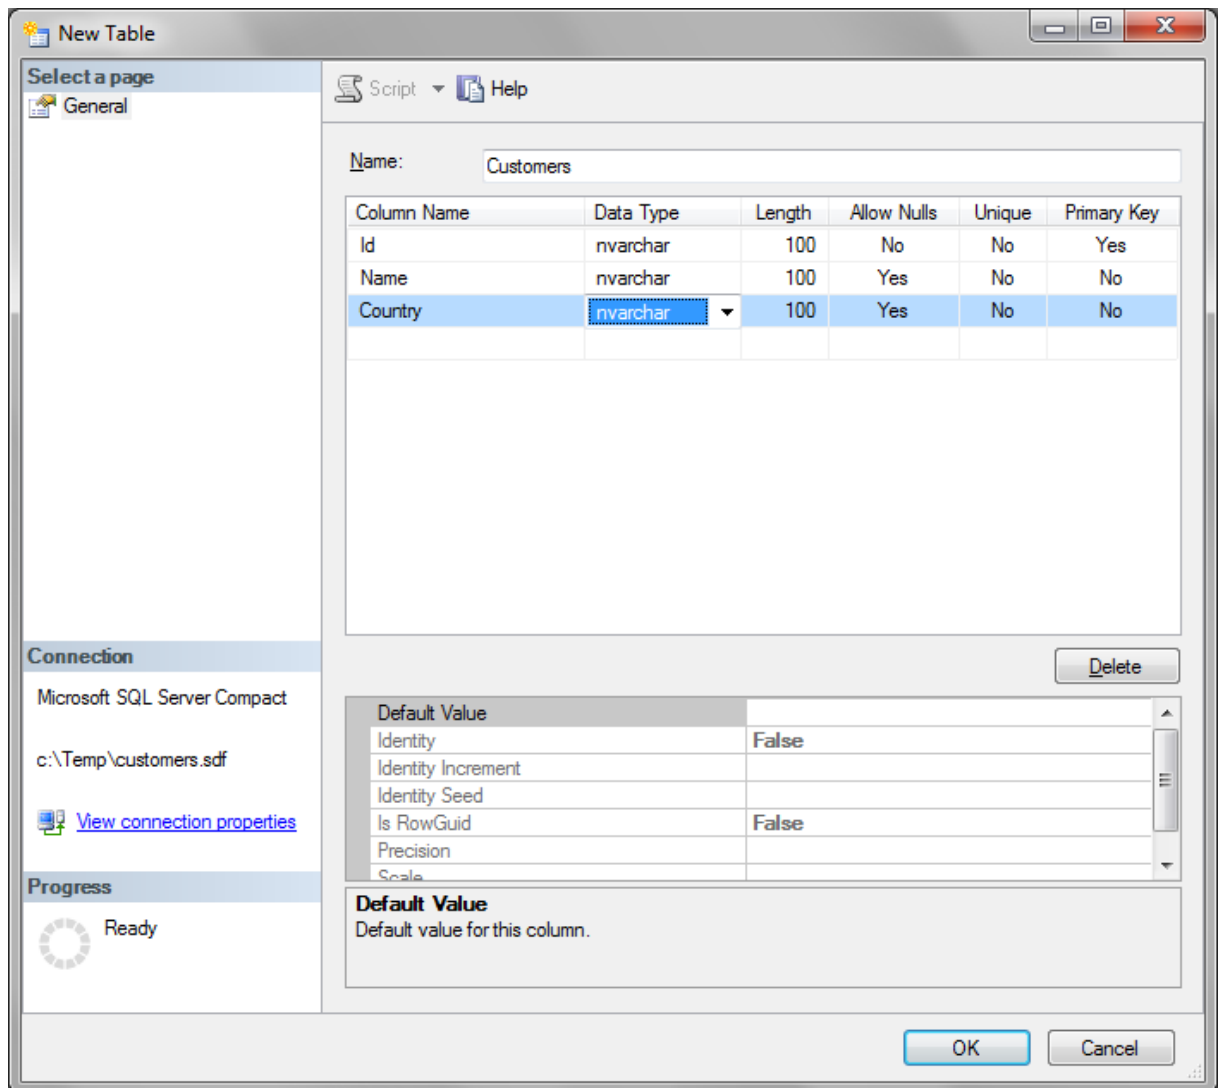 New Table
Select a page
General
Script Help
Name: Customers
Column Name Data Type Length Allow Nulls Unique Primary Key
Id nvarchar 100 No No Yes
Name nvarchar 100 Yes No No
Country nvarchar 100 Yes No No
Delete
Connection
Microsoft SQL Server Compact
c:\Temp\customers.sdf
View connection properties
Progress
Ready
Default Value
Identity False
Identity Increment
Identity Seed
Is RowGuid False
Precision
Scale
Default Value
Default value for this column.
OK Cancel